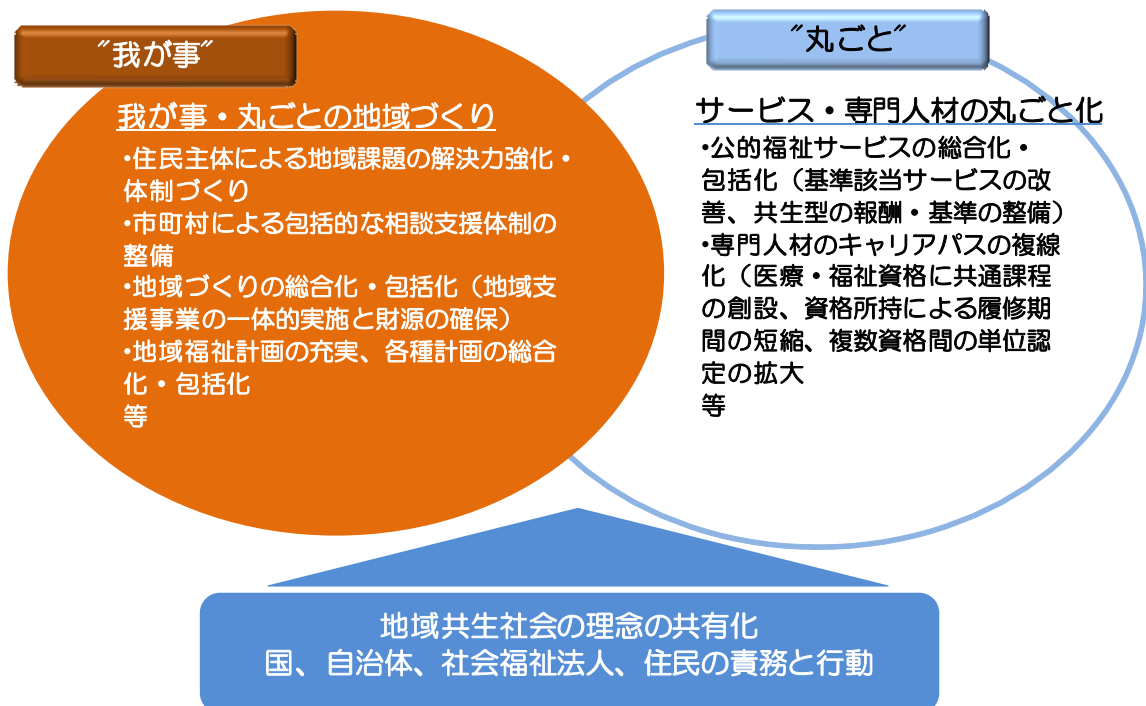 "我が事"
我が事・丸ごとの地域づくり
・住民主体による地域課題の解決力強化・
体制づくり
・市町村による包括的な相談支援体制の
整備
・地域づくりの総合化・包括化（地域支
援事業の一体的実施と財源の確保）
・地域福祉計画の充実、各種計画の総合
化・包括化
等
"丸ごと"
サービス・専門人材の丸ごと化
・公的福祉サービスの総合化・
包括化（基準該当サービスの改
善、共生型の報酬・基準の整備）
・専門人材のキャリアパスの複線
化（医療・福祉資格に共通課程
の創設、資格所持による履修期
間の短縮、複数資格間の単位認
定の拡大
等
地域共生社会の理念の共有化
国、自治体、社会福祉法人、住民の責務と行動